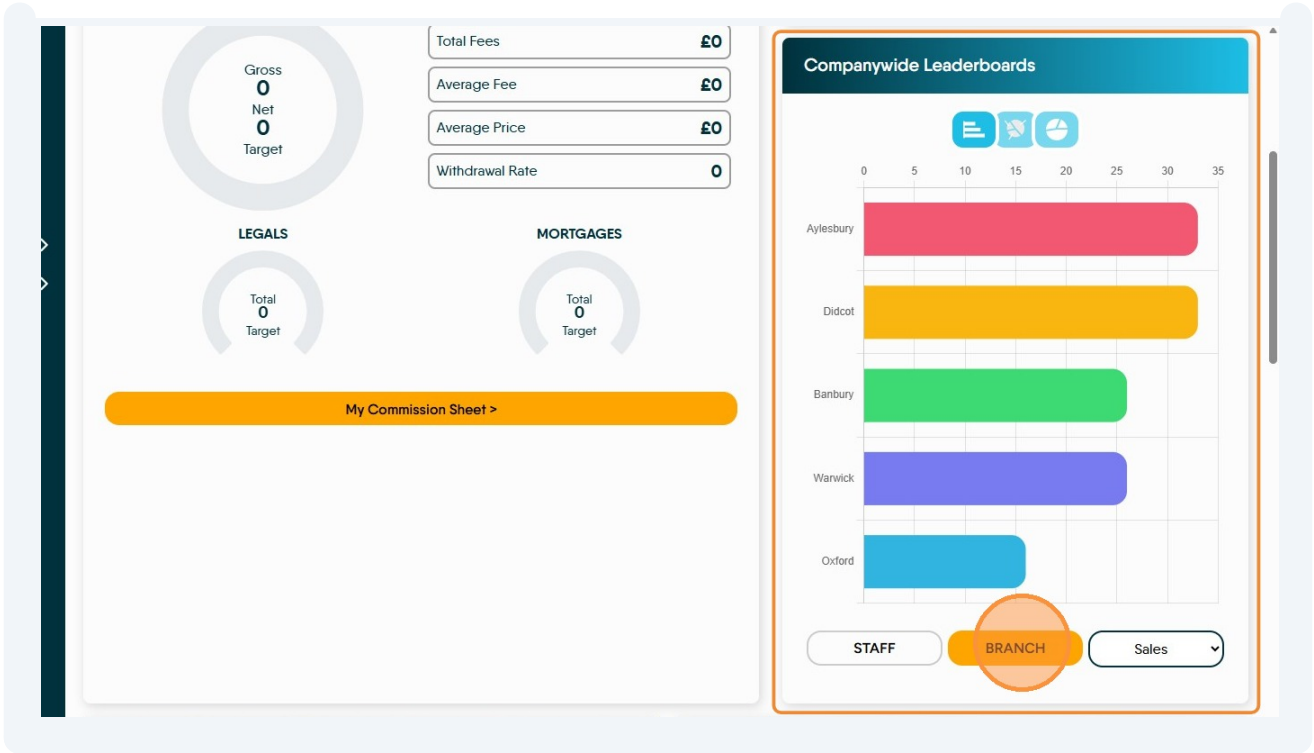 Total Fees £0
Average Fee £0
Average Price £0
Withdrawal Rate 0
Gross
0
Net
0
Target
LEGALS
Total
0
Target
MORTGAGES
Total
0
Target
My Commission Sheet >
Companywide Leaderboards
0 5 10 15 20 25 30 35
Aylesbury
Didcot
Banbury
Warwick
Oxford
STAFF BRANCH Sales